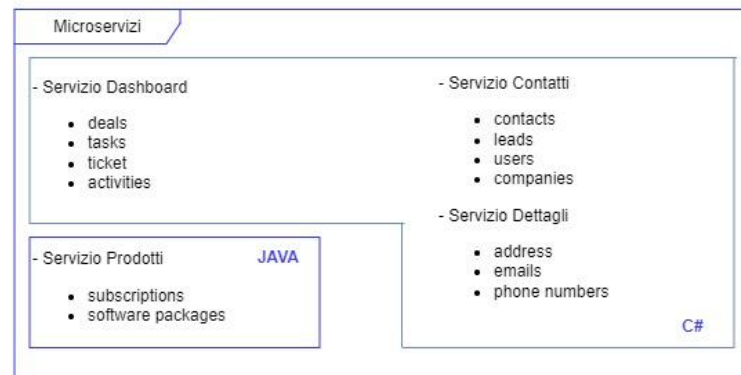 Microservizi
- Servizio Dashboard
• deals
• tasks
• ticket
• activities
- Servizio Contatti
• contacts
• leads
• users
• companies
- Servizio Dettagli
• address
• emails
• phone numbers
C#
- Servizio Prodotti JAVA
• subscriptions
• software packages